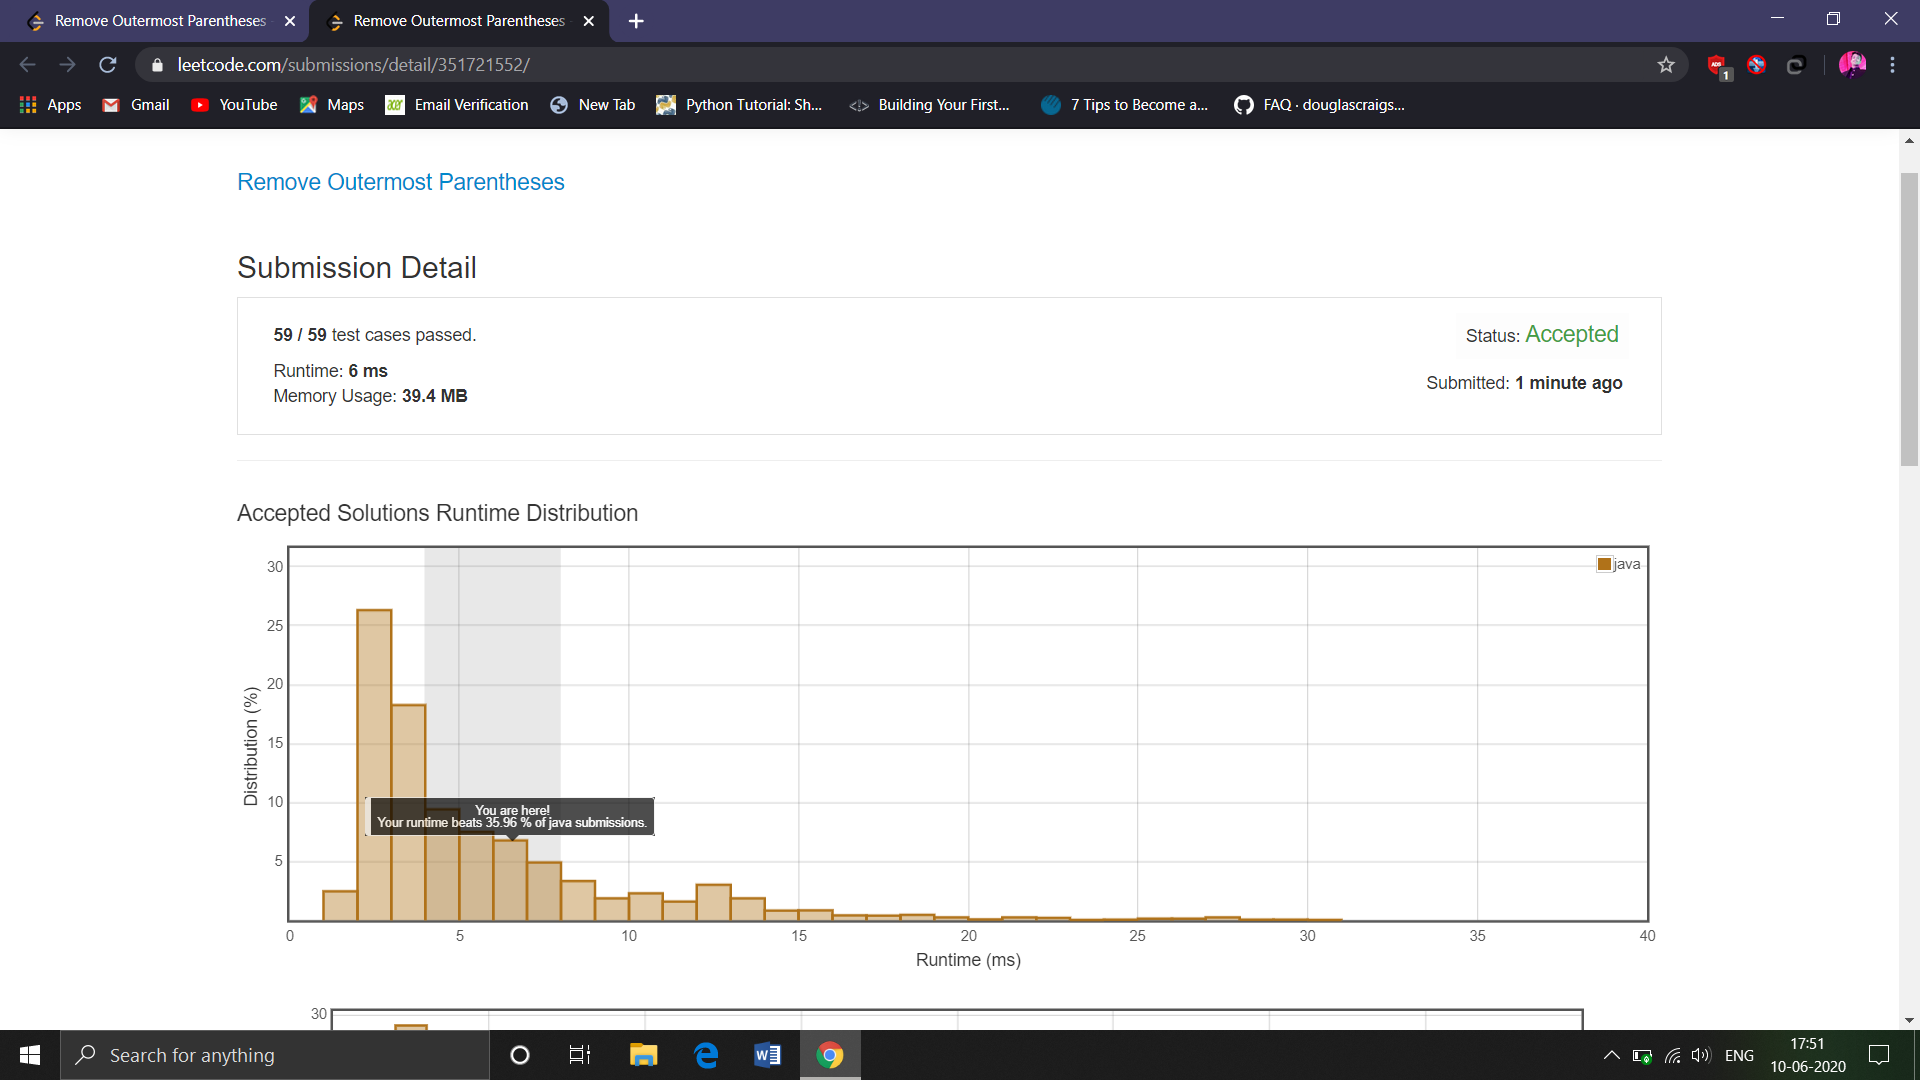 Remove Outermost Parentheses
Remove Outermost Parentheses
leetcode.com/submissions/detail/351721552/
ADS
1
Apps
Gmail
YouTube
Maps
acer
Email Verification
New Tab
Python Tutorial: Sh...
Building Your First...
7 Tips to Become a...
FAQ · douglascraigs...
Remove Outermost Parentheses
Submission Detail
59 / 59 test cases passed.
Status: Accepted
Runtime: 6 ms
Submitted: 1 minute ago
Memory Usage: 39.4 MB
Accepted Solutions Runtime Distribution
java
30
25
20
15
10
5
Distribution (%)
You are here!
Your runtime beats 35.96 % of java submissions.
0
5
10
15
20
25
30
35
40
Runtime (ms)
30
Search for anything
ENG
17:51
10-06-2020